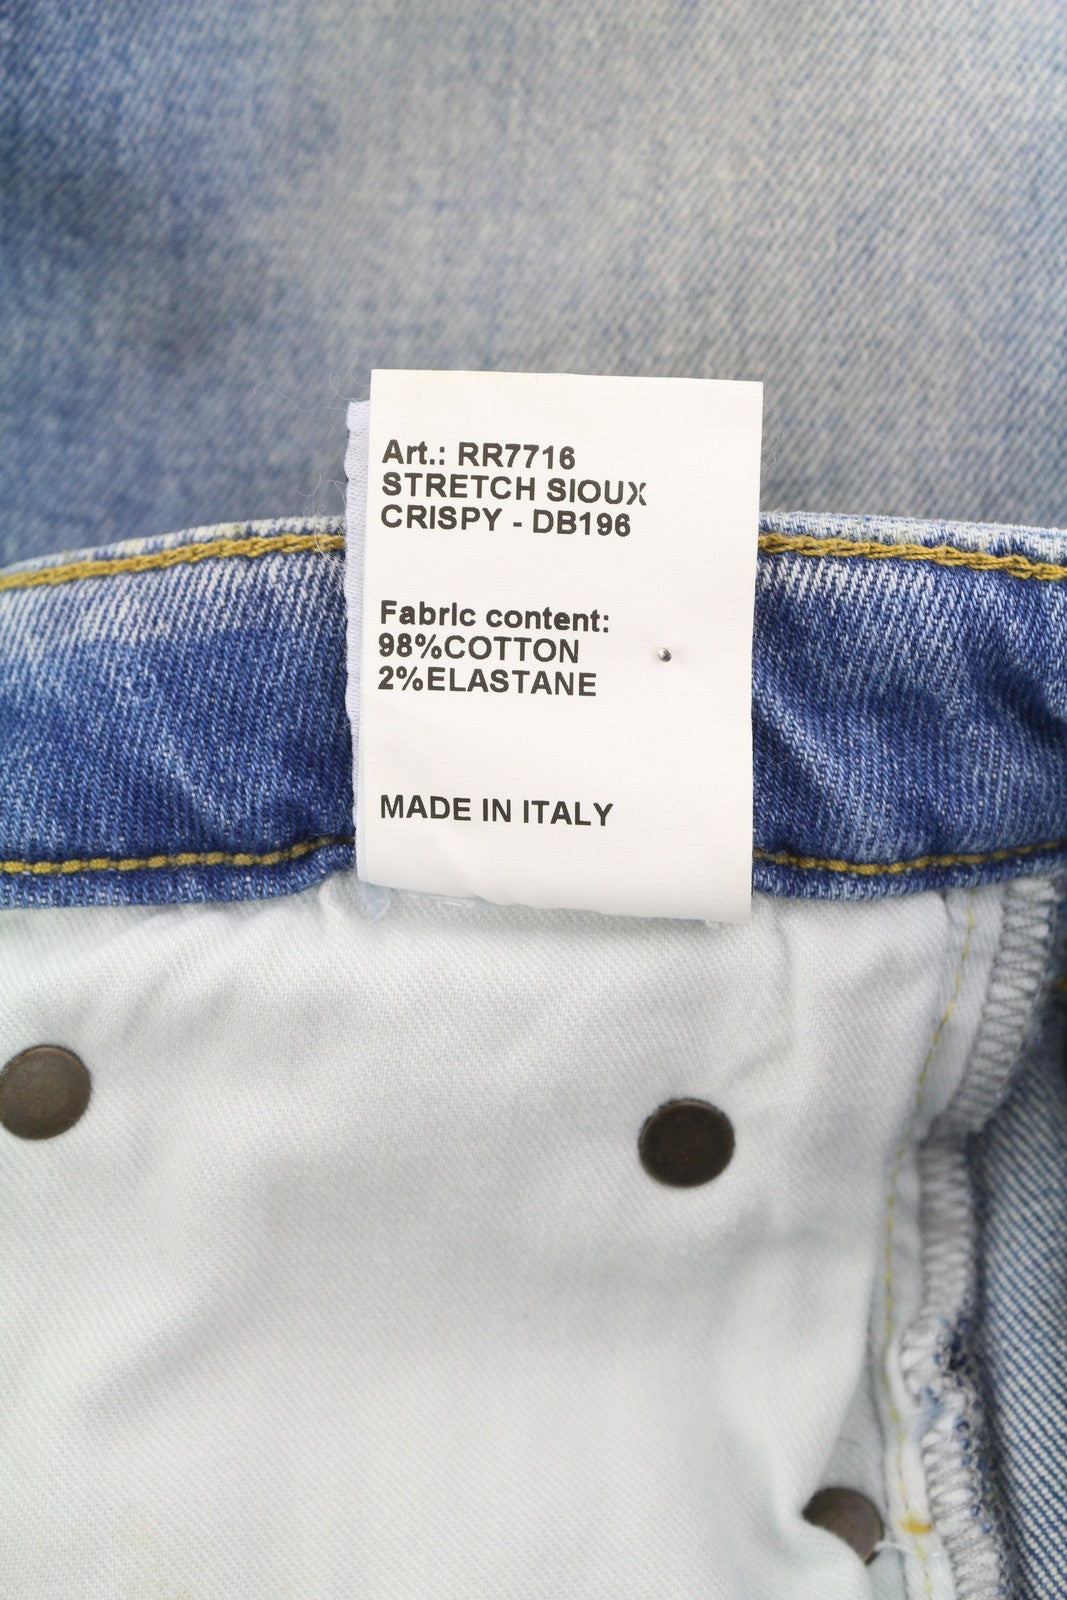 Art.: RR7716
STRETCH SIOUX
CRISPY - DB196
Fabric content:
98%COTTON
2%ELASTANE
MADE IN ITALY